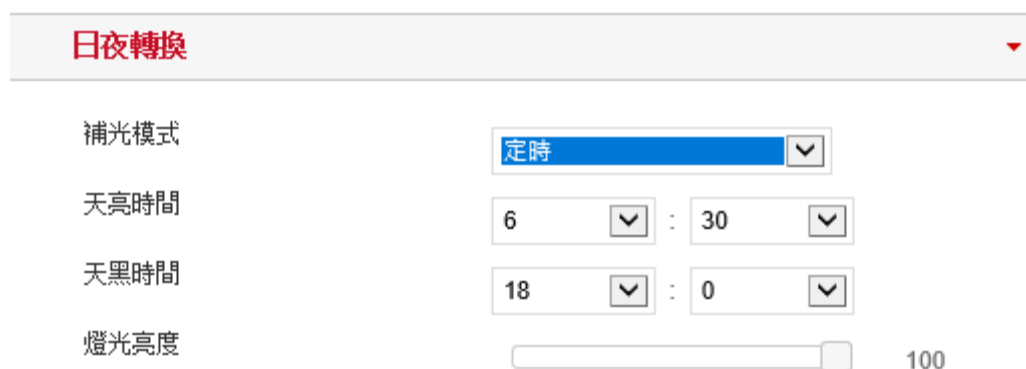 日夜轉換
補光模式 定時
天亮時間 6 : 30
天黑時間 18 : 0
燈光亮度 100